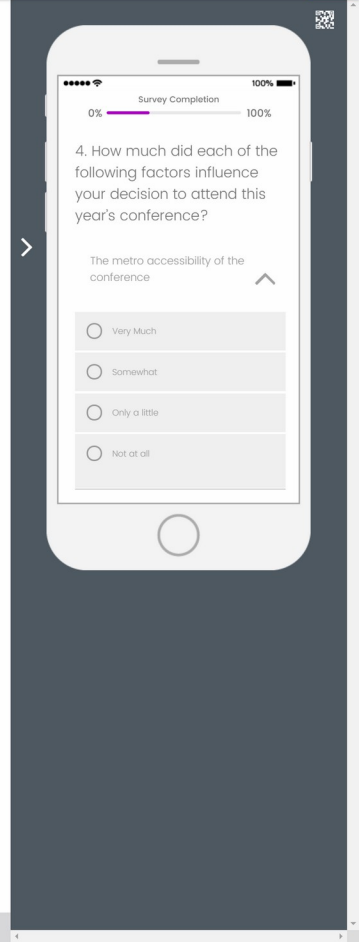 100%
Survey Completion
0% 100%
4. How much did each of the
following factors influence
your decision to attend this
year's conference?
The metro accessibility of the
conference
Very Much
Somewhat
Only a little
Not at all